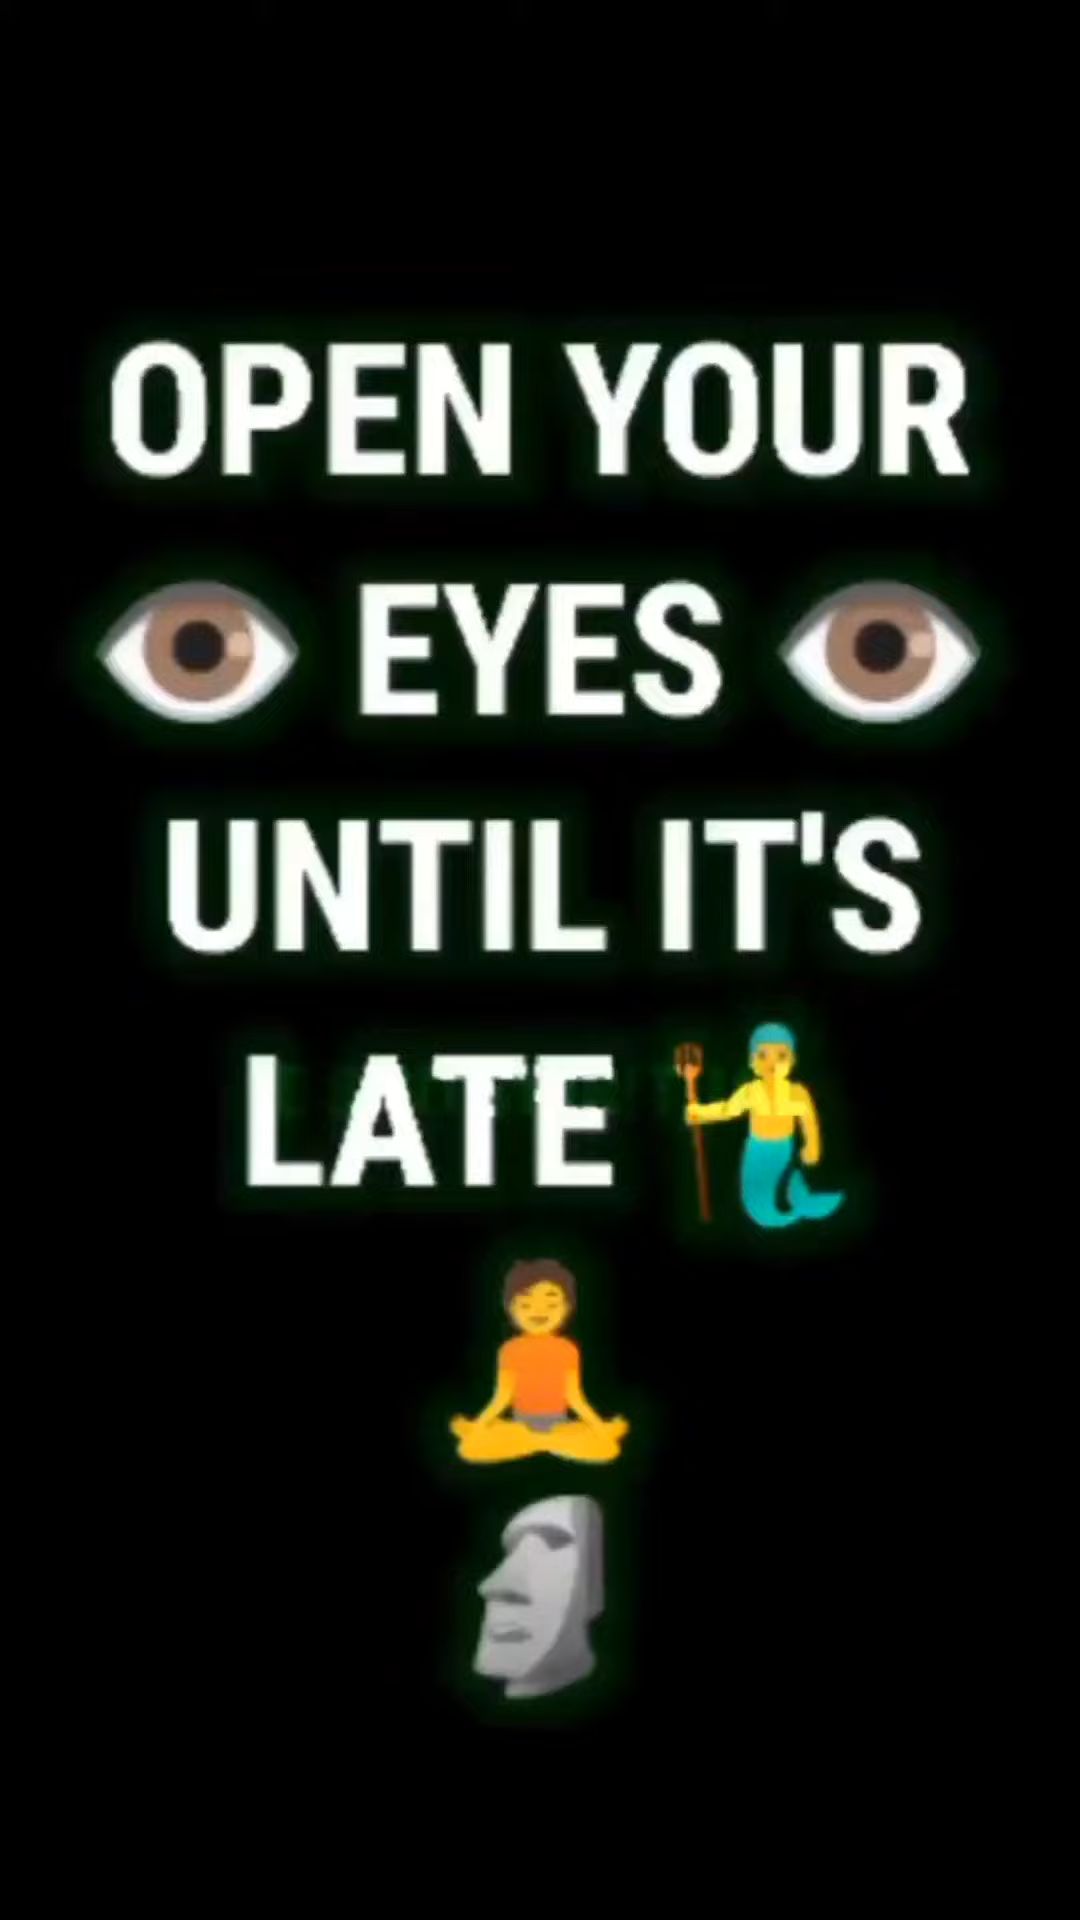 OPEN YOUR
👁 EYES 👁
UNTIL IT'S
LATE 🧜‍♂️
🧘
🗿